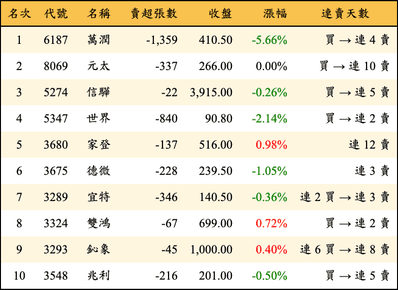 名次 代號 名稱 賣超張數 收盤 漲幅 連賣天數
1 6187 萬潤 -1,359 410.50 -5.66% 買 → 連 4 賣
2 8069 元太 -337 266.00 0.00% 買 → 連 10 賣
3 5274 信驊 -22 3,915.00 -0.26% 買 → 連 5 賣
4 5347 世界 -840 90.80 -2.14% 買 → 連 2 賣
5 3680 家登 -137 516.00 0.98% 連 12 賣
6 3675 德微 -228 239.50 -1.05% 連 3 賣
7 3289 宜特 -346 140.50 -0.36% 連 2 買 → 連 3 賣
8 3324 雙鴻 -67 699.00 0.72% 買 → 連 2 賣
9 3293 鈊象 -45 1,000.00 0.40% 連 6 買 → 連 8 賣
10 3548 兆利 -216 201.00 -0.50% 買 → 連 5 賣